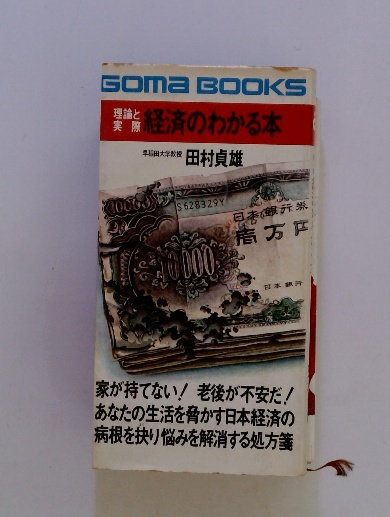 GOMA BOOKS
理論と
実際
経済のわかる本
早稲田大学教授 田村貞雄
S628329Y
日本銀行券
壱万円
10000
日本銀行
家が持てない! 老後が不安だ!
あなたの生活を脅かす日本経済の
病根を抉り悩みを解消する処方箋